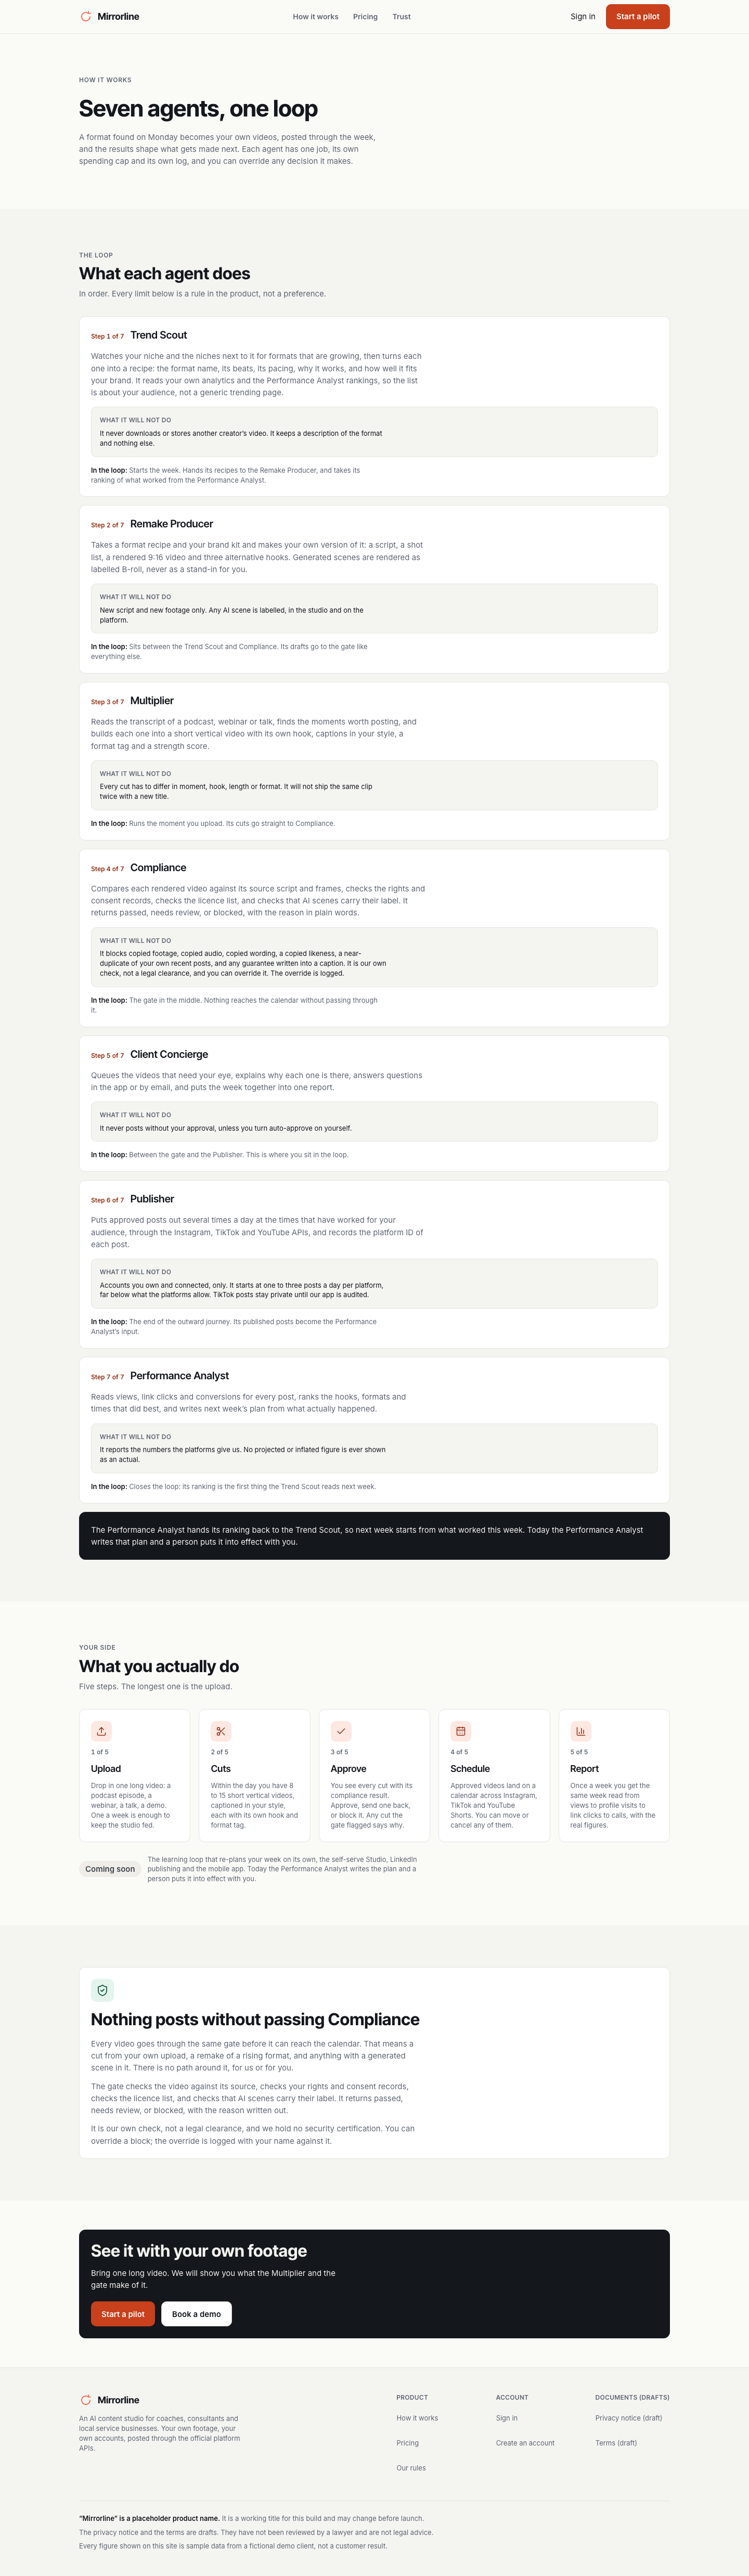 Mirrorline
How it works
Pricing
Trust
Sign in
Start a pilot
HOW IT WORKS
Seven agents, one loop
A format found on Monday becomes your own videos, posted through the week,
and the results shape what gets made next. Each agent has one job, its own
spending cap and its own log, and you can override any decision it makes.
THE LOOP
What each agent does
In order. Every limit below is a rule in the product, not a preference.
Step 1 of 7 Trend Scout
Watches your niche and the niches next to it for formats that are growing, then turns each
one into a recipe: the format name, its beats, its pacing, why it works, and how well it fits
your brand. It reads your own analytics and the Performance Analyst rankings, so the list
is about your audience, not a generic trending page.
WHAT IT WILL NOT DO
It never downloads or stores another creator's video. It keeps a description of the format
and nothing else.
In the loop: Starts the week. Hands its recipes to the Remake Producer, and takes its
ranking of what worked from the Performance Analyst.
Step 2 of 7 Remake Producer
Takes a format recipe and your brand kit and makes your own version of it: a script, a shot
list, a rendered 9:16 video and three alternative hooks. Generated scenes are rendered as
labelled B-roll, never as a stand-in for you.
WHAT IT WILL NOT DO
New script and new footage only. Any AI scene is labelled, in the studio and on the
platform.
In the loop: Sits between the Trend Scout and Compliance. Its drafts go to the gate like
everything else.
Step 3 of 7 Multiplier
Reads the transcript of a podcast, webinar or talk, finds the moments worth posting, and
builds each one into a short vertical video with its own hook, captions in your style, a
format tag and a strength score.
WHAT IT WILL NOT DO
Every cut has to differ in moment, hook, length or format. It will not ship the same clip
twice with a new title.
In the loop: Runs the moment you upload. Its cuts go straight to Compliance.
Step 4 of 7 Compliance
Compares each rendered video against its source script and frames, checks the rights and
consent records, checks the licence list, and checks that AI scenes carry their label. It
returns passed, needs review, or blocked, with the reason in plain words.
WHAT IT WILL NOT DO
It blocks copied footage, copied audio, copied wording, a copied likeness, a near-
duplicate of your own recent posts, and any guarantee written into a caption. It is our own
check, not a legal clearance, and you can override it. The override is logged.
In the loop: The gate in the middle. Nothing reaches the calendar without passing through
it.
Step 5 of 7 Client Concierge
Queues the videos that need your eye, explains why each one is there, answers questions
in the app or by email, and puts the week together into one report.
WHAT IT WILL NOT DO
It never posts without your approval, unless you turn auto-approve on yourself.
In the loop: Between the gate and the Publisher. This is where you sit in the loop.
Step 6 of 7 Publisher
Puts approved posts out several times a day at the times that have worked for your
audience, through the Instagram, TikTok and YouTube APIs, and records the platform ID of
each post.
WHAT IT WILL NOT DO
Accounts you own and connected, only. It starts at one to three posts a day per platform,
far below what the platforms allow. TikTok posts stay private until our app is audited.
In the loop: The end of the outward journey. Its published posts become the Performance
Analyst's input.
Step 7 of 7 Performance Analyst
Reads views, link clicks and conversions for every post, ranks the hooks, formats and
times that did best, and writes next week's plan from what actually happened.
WHAT IT WILL NOT DO
It reports the numbers the platforms give us. No projected or inflated figure is ever shown
as an actual.
In the loop: Closes the loop: its ranking is the first thing the Trend Scout reads next week.
The Performance Analyst hands its ranking back to the Trend Scout, so next week starts from what worked this week. Today the Performance Analyst
writes that plan and a person puts it into effect with you.
YOUR SIDE
What you actually do
Five steps. The longest one is the upload.
1 of 5
Upload
Drop in one long video: a
podcast episode, a
webinar, a talk, a demo.
One a week is enough to
keep the studio fed.
2 of 5
Cuts
Within the day you have 8
to 15 short vertical videos,
captioned in your style,
each with its own hook and
format tag.
3 of 5
Approve
You see every cut with its
compliance result.
Approve, send one back,
or block it. Any cut the
gate flagged says why.
4 of 5
Schedule
Approved videos land on a
calendar across Instagram,
TikTok and YouTube
Shorts. You can move or
cancel any of them.
5 of 5
Report
Once a week you get the
same week read from
views to profile visits to
link clicks to calls, with the
real figures.
Coming soon
The learning loop that re-plans your week on its own, the self-serve Studio, LinkedIn
publishing and the mobile app. Today the Performance Analyst writes the plan and a
person puts it into effect with you.
Nothing posts without passing Compliance
Every video goes through the same gate before it can reach the calendar. That means a
cut from your own upload, a remake of a rising format, and anything with a generated
scene in it. There is no path around it, for us or for you.
The gate checks the video against its source, checks your rights and consent records,
checks the licence list, and checks that AI scenes carry their label. It returns passed,
needs review, or blocked, with the reason written out.
It is our own check, not a legal clearance, and we hold no security certification. You can
override a block; the override is logged with your name against it.
See it with your own footage
Bring one long video. We will show you what the Multiplier and the
gate make of it.
Start a pilot
Book a demo
Mirrorline
An AI content studio for coaches, consultants and
local service businesses. Your own footage, your
own accounts, posted through the official platform
APIs.
PRODUCT
How it works
Pricing
Our rules
ACCOUNT
Sign in
Create an account
DOCUMENTS (DRAFTS)
Privacy notice (draft)
Terms (draft)
"Mirrorline" is a placeholder product name. It is a working title for this build and may change before launch.
The privacy notice and the terms are drafts. They have not been reviewed by a lawyer and are not legal advice.
Every figure shown on this site is sample data from a fictional demo client, not a customer result.